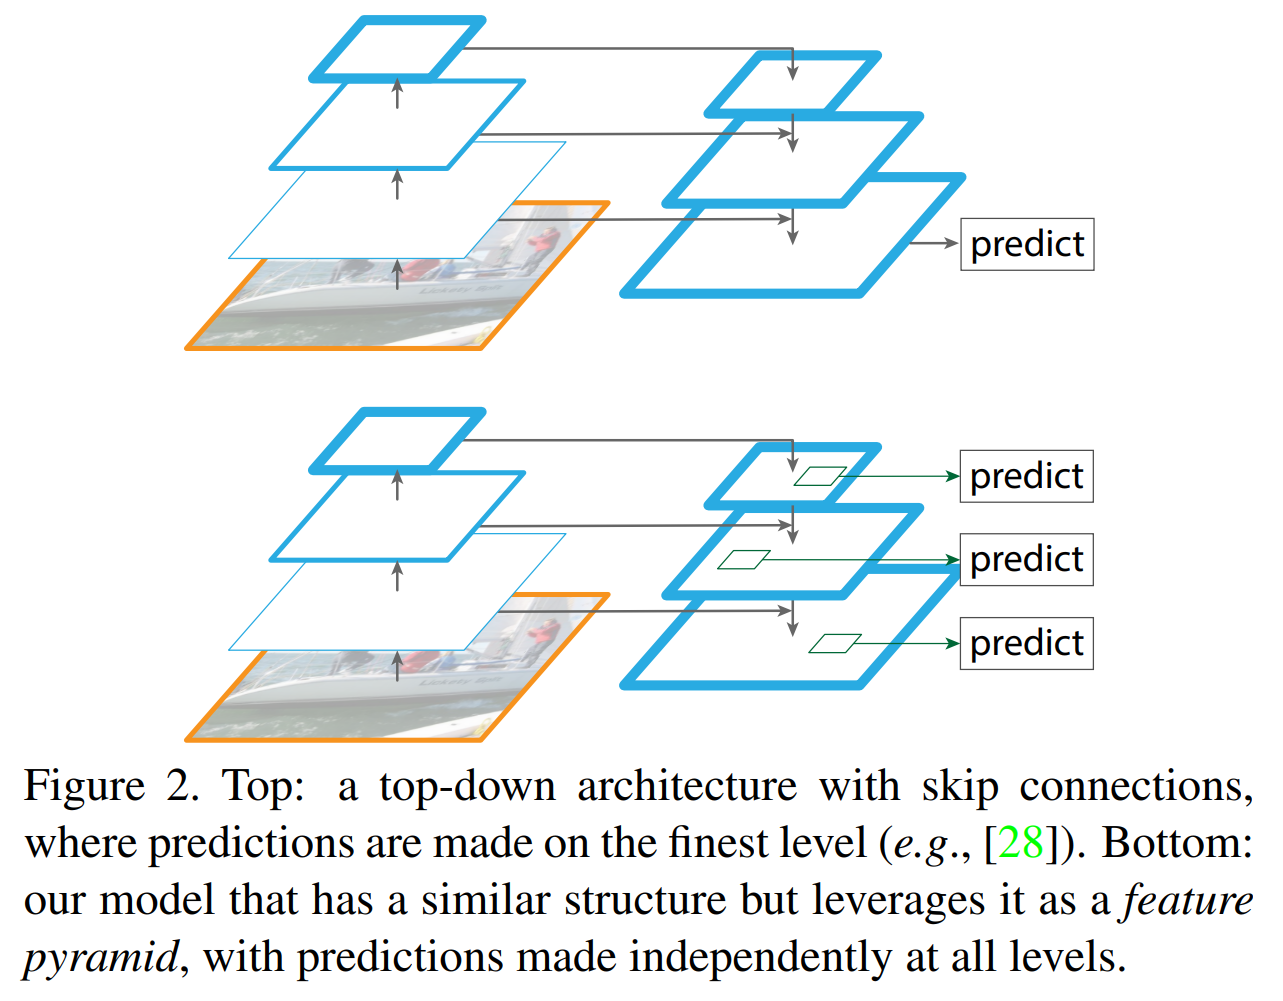 predict
predict
predict
predict
Figure 2. Top: a top-down architecture with skip connections,
where predictions are made on the finest level (e.g., [28]). Bottom:
our model that has a similar structure but leverages it as a feature
pyramid, with predictions made independently at all levels.